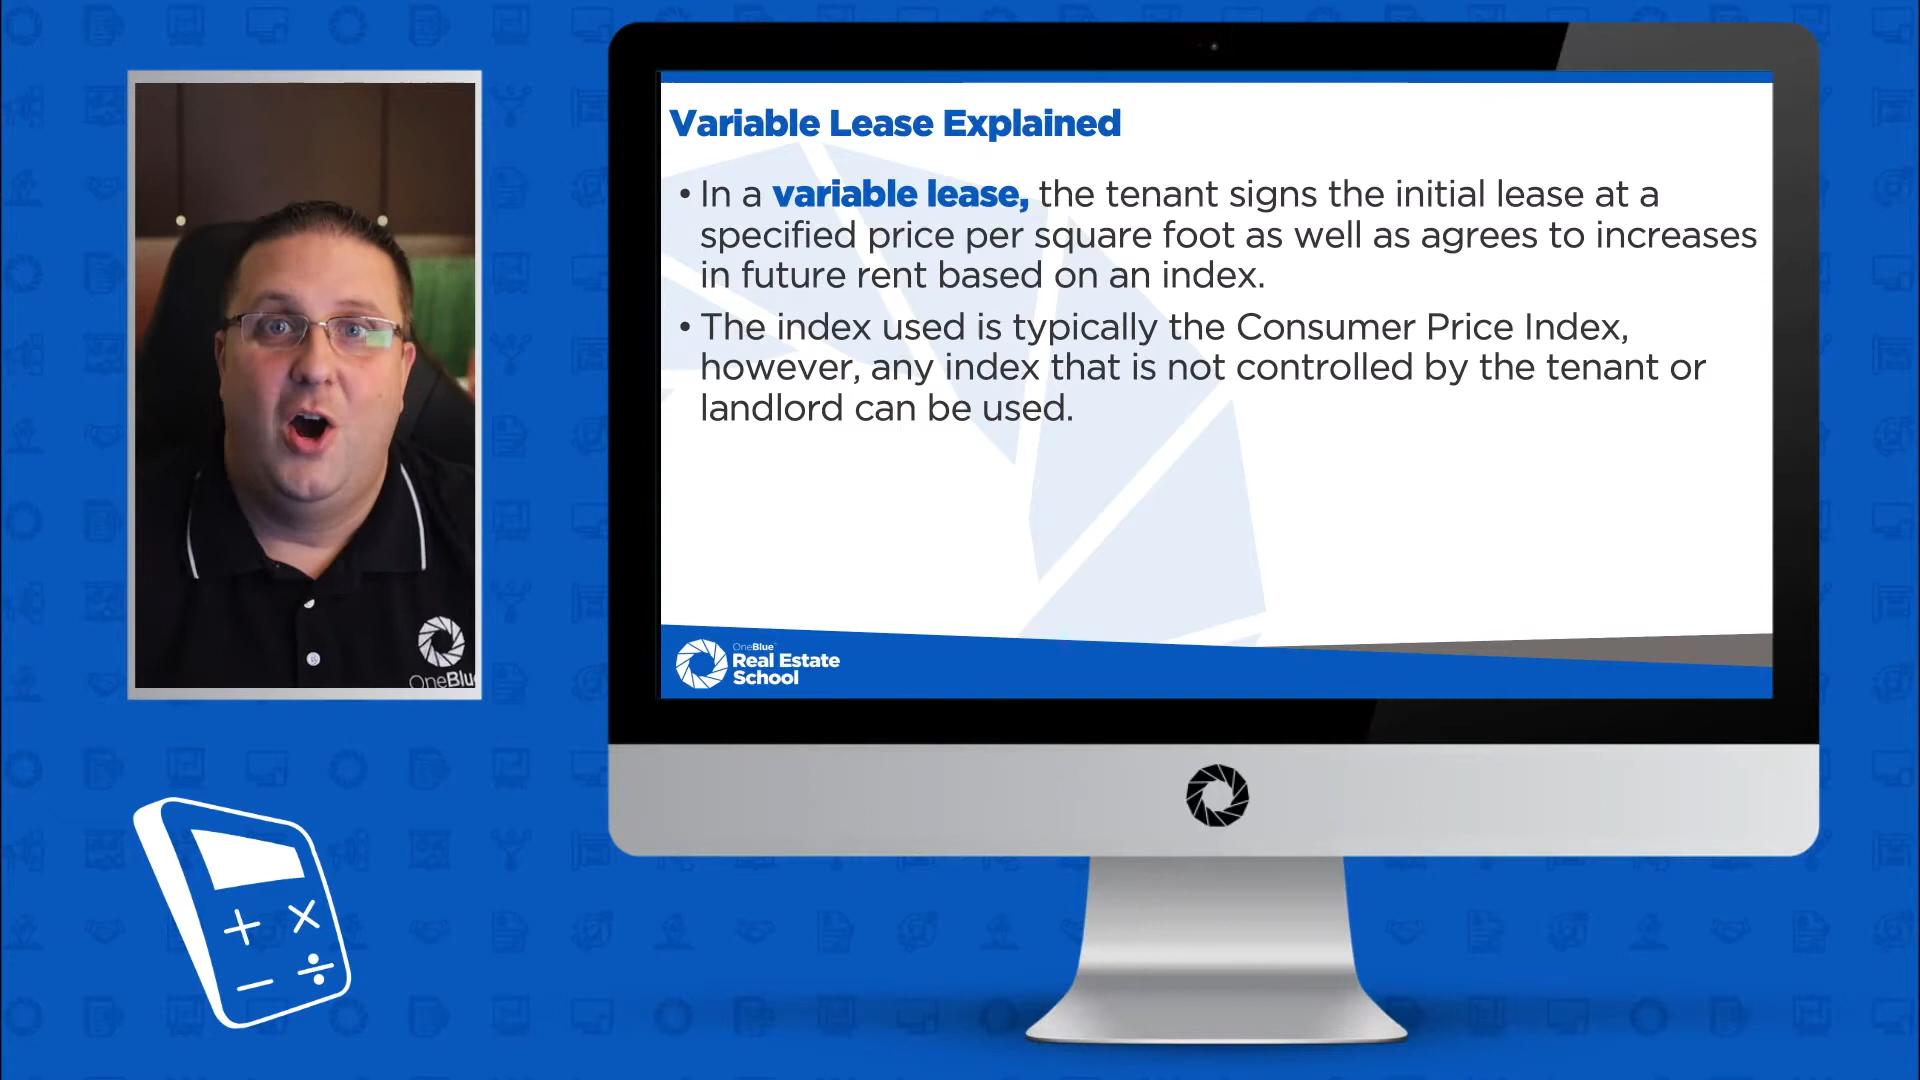 Variable Lease Explained
• In a variable lease, the tenant signs the initial lease at a
specified price per square foot as well as agrees to increases
in future rent based on an index.
• The index used is typically the Consumer Price Index,
however, any index that is not controlled by the tenant or
landlord can be used.
OneBlue™
Real Estate
School
OneBlue